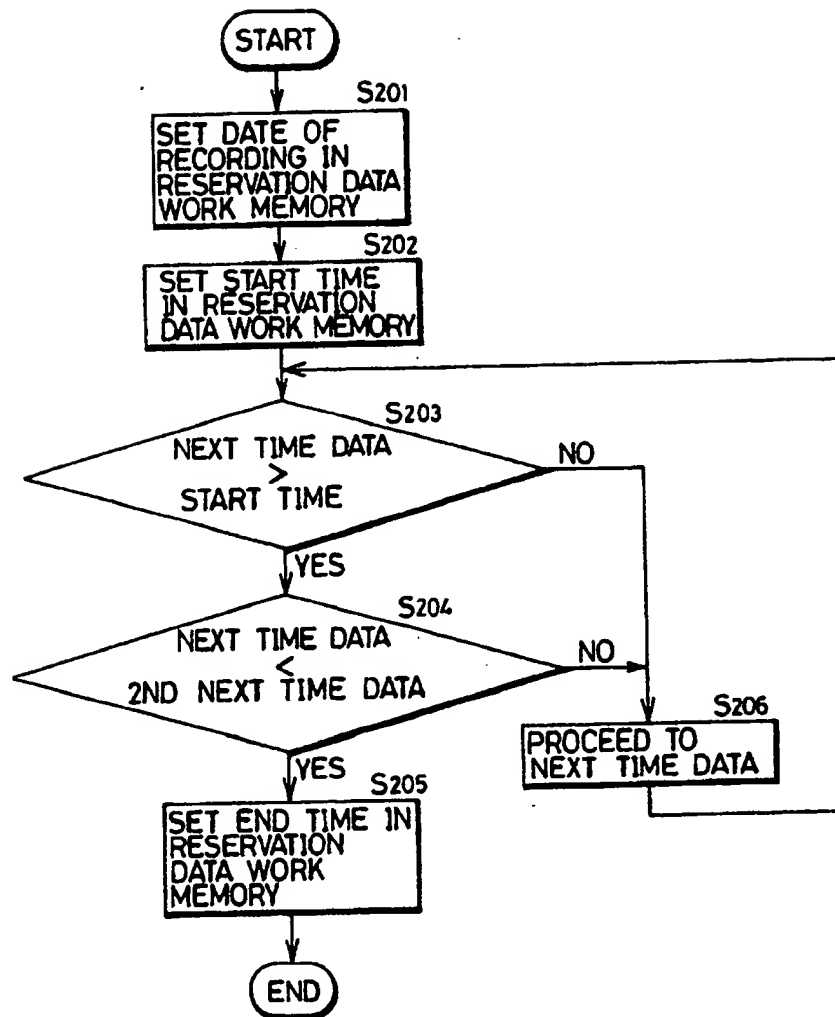 START
S201
SET DATE OF
RECORDING IN
RESERVATION DATA
WORK MEMORY
S202
SET START TIME
IN RESERVATION
DATA WORK MEMORY
S203
NEXT TIME DATA
>
START TIME
NO
YES
S204
NEXT TIME DATA
<
2ND NEXT TIME DATA
NO
YES
S206
PROCEED TO
NEXT TIME DATA
S205
SET END TIME IN
RESERVATION
DATA WORK
MEMORY
END